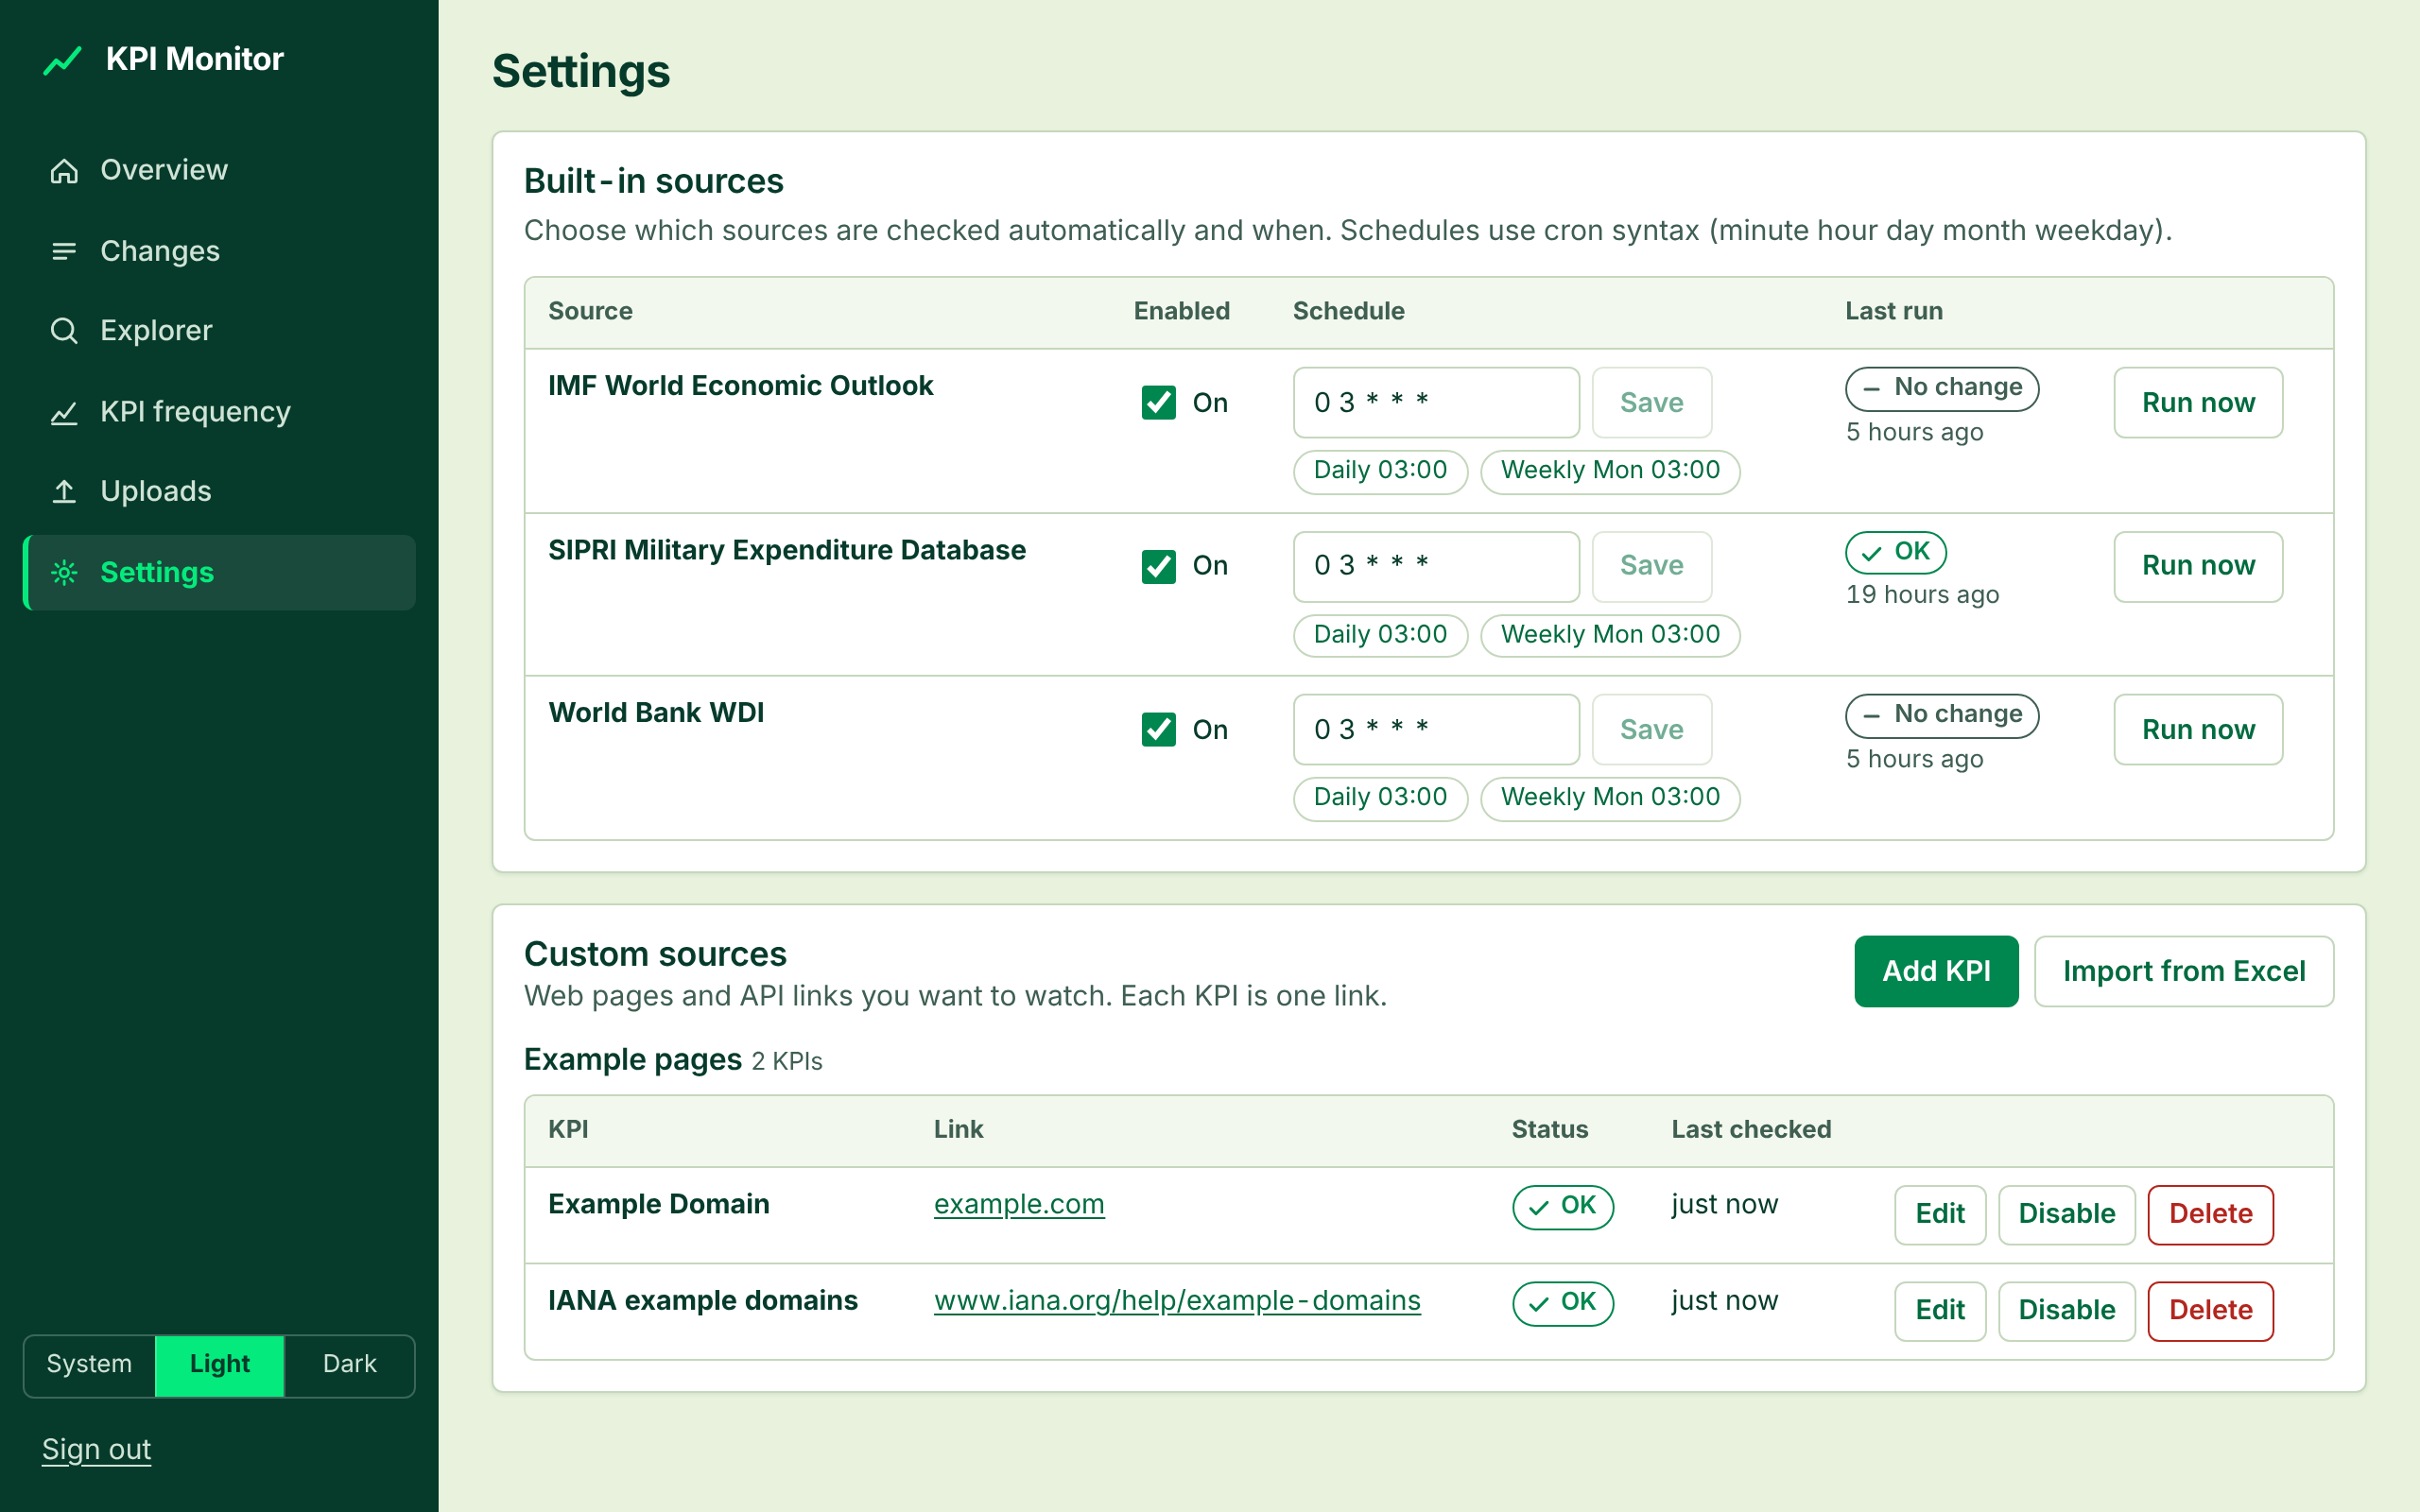 KPI Monitor
Overview
Changes
Explorer
KPI frequency
Uploads
Settings
System Light Dark
Sign out
Settings
Built-in sources
Choose which sources are checked automatically and when. Schedules use cron syntax (minute hour day month weekday).
Source Enabled Schedule Last run
IMF World Economic Outlook On 0 3 * * * Save No change Run now
5 hours ago
Daily 03:00 Weekly Mon 03:00
SIPRI Military Expenditure Database On 0 3 * * * Save OK Run now
19 hours ago
Daily 03:00 Weekly Mon 03:00
World Bank WDI On 0 3 * * * Save No change Run now
5 hours ago
Daily 03:00 Weekly Mon 03:00
Custom sources
Web pages and API links you want to watch. Each KPI is one link.
Add KPI Import from Excel
Example pages 2 KPIs
KPI Link Status Last checked
Example Domain example.com OK just now Edit Disable Delete
IANA example domains www.iana.org/help/example-domains OK just now Edit Disable Delete